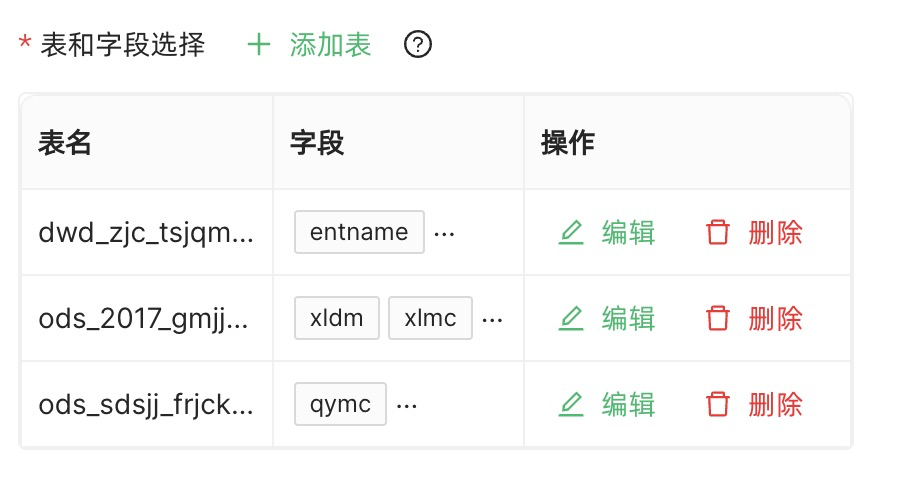 * 表和字段选择 + 添加表 ?
表名 字段 操作
dwd_zjc_tsjqm... entname ... 编辑 删除
ods_2017_gmjj... xldm xlmc ... 编辑 删除
ods_sdsjj_frjck... qymc ... 编辑 删除